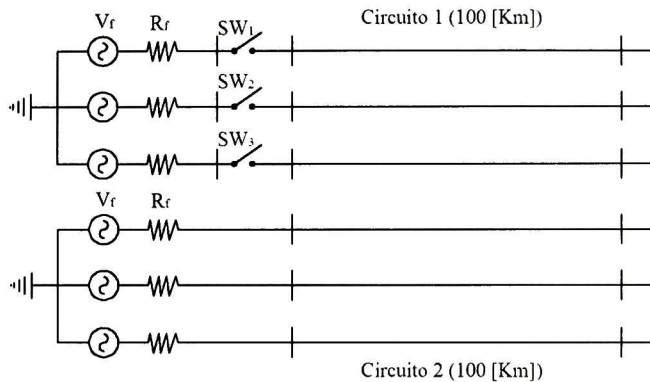 Circuito 1 (100 [Km])
Vf Rf
SW1
SW2
SW3
Vf Rf
Circuito 2 (100 [Km])